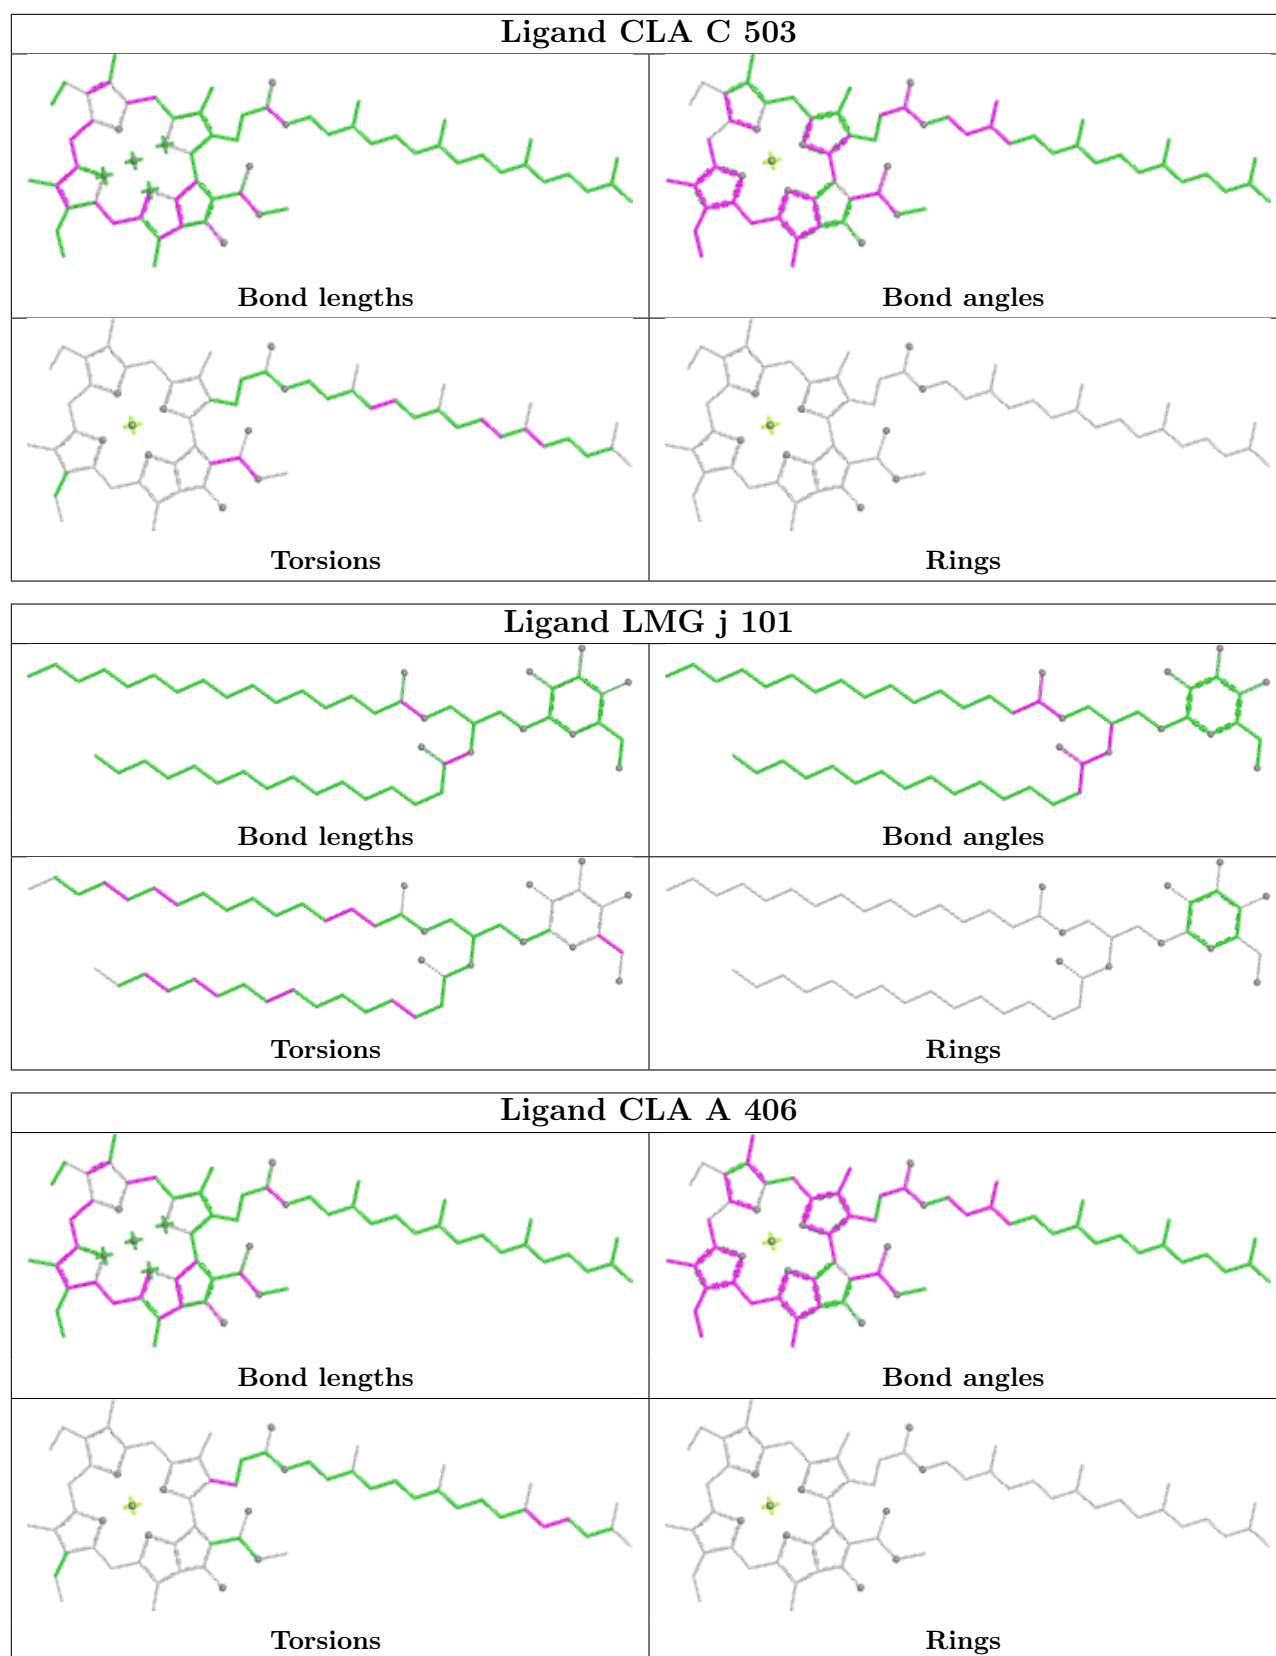 Ligand CLA C 503
Bond lengths
Bond angles
Torsions
Rings
Ligand LMG j 101
Bond lengths
Bond angles
Torsions
Rings
Ligand CLA A 406
Bond lengths
Bond angles
Torsions
Rings